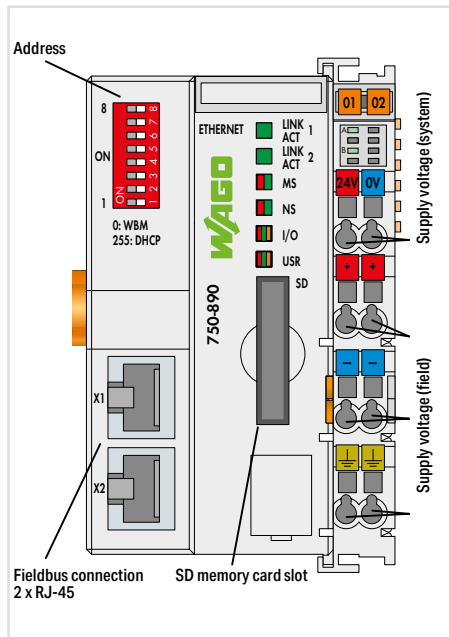 Address
8
ON
1
ON
1 2 3 4 5 6 7 8
0: WBM
255: DHCP
X1
X2
Fieldbus connection
2 x RJ-45
ETHERNET
LINK 1
ACT
LINK 2
ACT
MS
NS
I/O
USR
SD
WAGO
750-890
SD memory card slot
01 02
A
B
24V 0V
+ +
− −
Supply voltage (system)
Supply voltage (field)